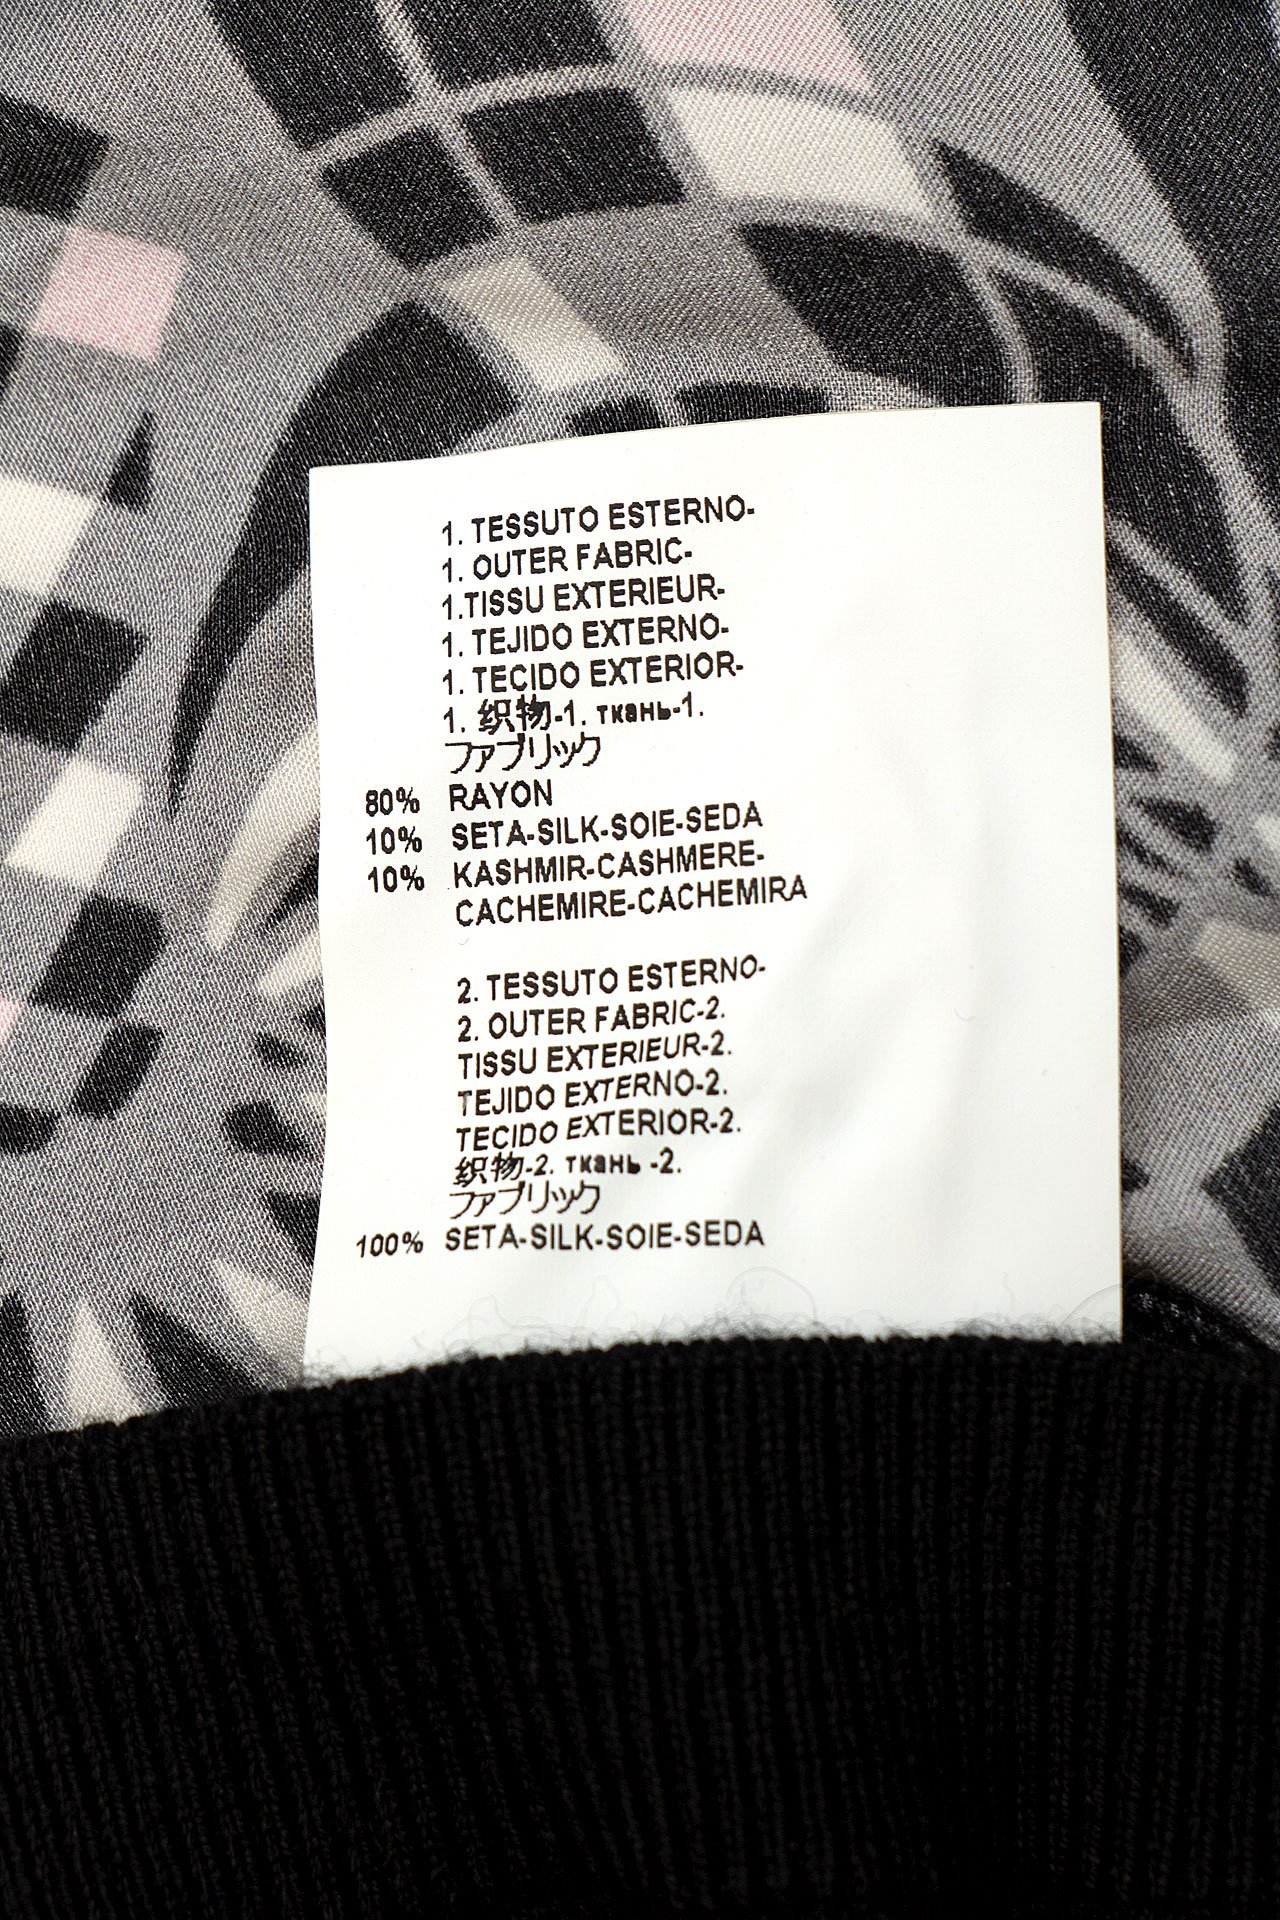 1. TESSUTO ESTERNO-
1. OUTER FABRIC-
1.TISSU EXTERIEUR-
1. TEJIDO EXTERNO-
1. TECIDO EXTERIOR-
1. 织物-1. ткань-1.
ファブリック
80% RAYON
10% SETA-SILK-SOIE-SEDA
10% KASHMIR-CASHMERE-
CACHEMIRE-CACHEMIRA
2. TESSUTO ESTERNO-
2. OUTER FABRIC-2.
TISSU EXTERIEUR-2.
TEJIDO EXTERNO-2.
TECIDO EXTERIOR-2.
织物-2. ткань -2.
ファブリック
100% SETA-SILK-SOIE-SEDA